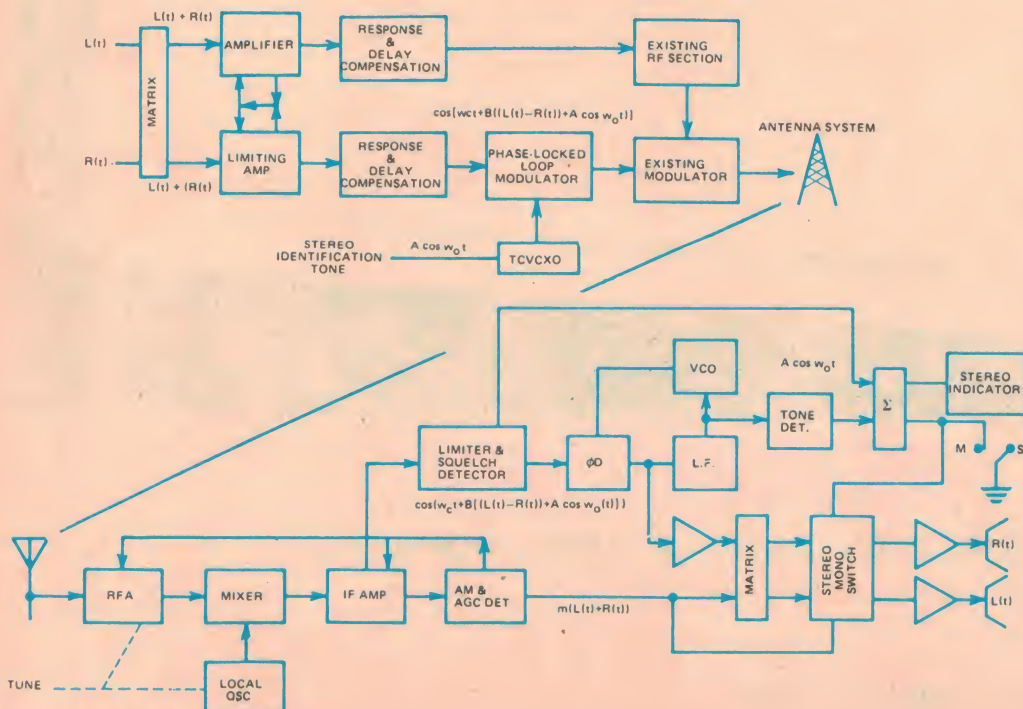 L(t) + R(t)
L(t)
MATRIX
AMPLIFIER
RESPONSE
&
DELAY
COMPENSATION
EXISTING
RF SECTION
cos[wct+B((L(t)–R(t))+A cos wot)]
ANTENNA SYSTEM
R(t)
LIMITING
AMP
RESPONSE
&
DELAY
COMPENSATION
PHASE-LOCKED
LOOP
MODULATOR
EXISTING
MODULATOR
L(t) + (R(t)
STEREO
IDENTIFICATION
TONE
A cos wot
TCVCXO
VCO
A cos wot
STEREO
INDICATOR
Σ
TONE
DET.
LIMITER &
SQUELCH
DETECTOR
φD
L.F.
M
S
cos(wct+B[(L(t)–R(t))+A cos wo(t)])
MATRIX
STEREO
MONO
SWITCH
R(t)
L(t)
RFA
MIXER
IF AMP
AM &
AGC DET
m(L(t)+R(t))
TUNE
LOCAL
OSC